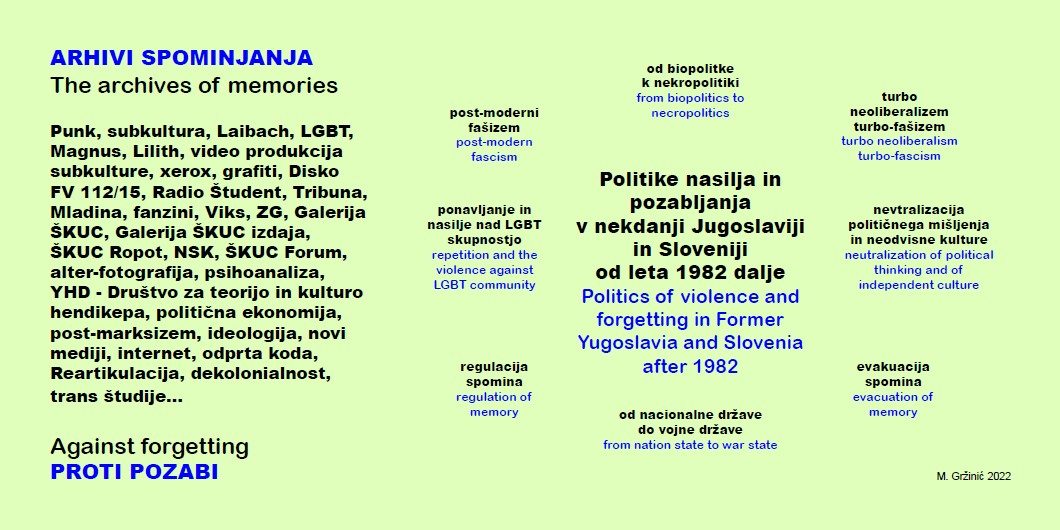 ARHIVI SPOMINJANJA
The archives of memories
Punk, subkultura, Laibach, LGBT,
Magnus, Lilith, video produkcija
subkulture, xerox, grafiti, Disko
FV 112/15, Radio Študent, Tribuna,
Mladina, fanzini, Viks, ZG, Galerija
ŠKUC, Galerija ŠKUC izdaja,
ŠKUC Ropot, NSK, ŠKUC Forum,
alter-fotografija, psihoanaliza,
YHD - Društvo za teorijo in kulturo
hendikepa, politična ekonomija,
post-marksizem, ideologija, novi
mediji, internet, odprta koda,
Reartikulacija, dekolonialnost,
trans študije...
Against forgetting
PROTI POZABI
od biopolitke
k nekropolitiki
from biopolitics to
necropolitics
post-moderni
fašizem
post-modern
fascism
turbo
neoliberalizem
turbo-fašizem
turbo neoliberalism
turbo-fascism
ponavljanje in
nasilje nad LGBT
skupnostjo
repetition and the
violence against
LGBT community
Politike nasilja in
pozabljanja
v nekdanji Jugoslaviji
in Sloveniji
od leta 1982 dalje
Politics of violence and
forgetting in Former
Yugoslavia and Slovenia
after 1982
nevtralizacija
političnega mišljenja
in neodvisne kulture
neutralization of political
thinking and of
independent culture
regulacija
spomina
regulation of
memory
od nacionalne države
do vojne države
from nation state to war state
evakuacija
spomina
evacuation of
memory
M. Gržinić 2022